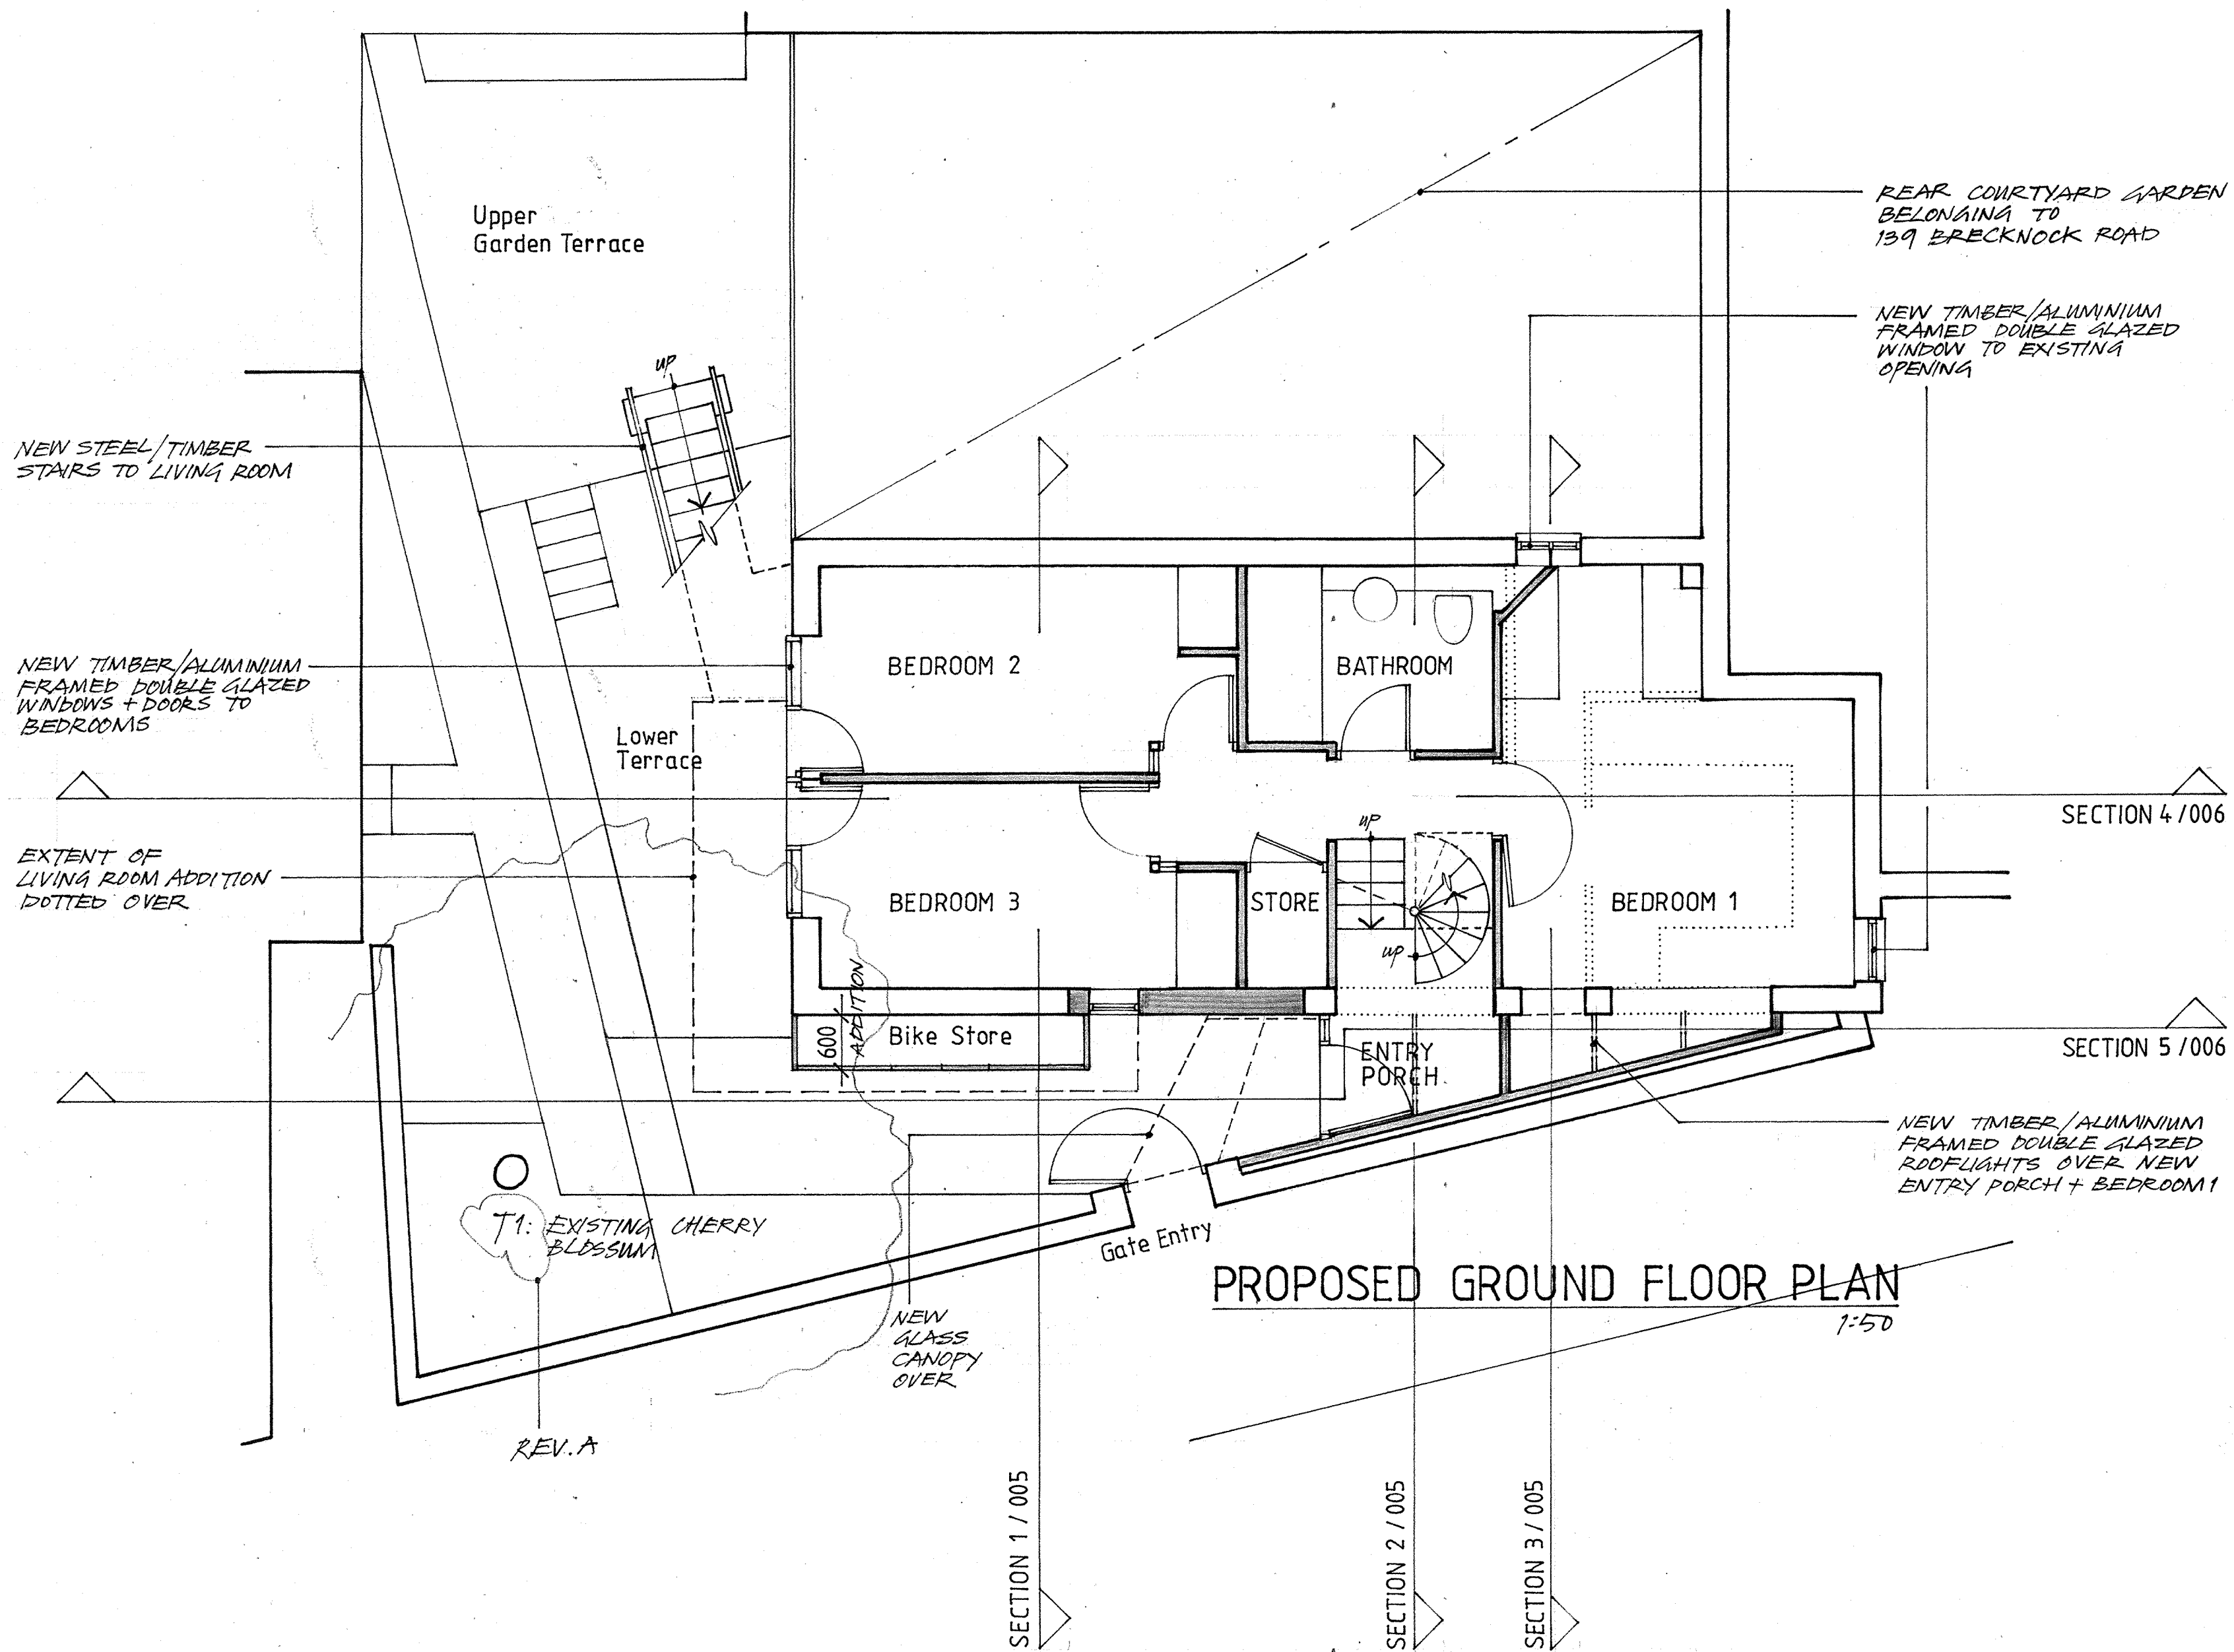 Upper
Garden Terrace
REAR COURTYARD GARDEN
BELONGING TO
139 BRECKNOCK ROAD
NEW TIMBER/ALUMINIUM
FRAMED DOUBLE GLAZED
WINDOW TO EXISTING
OPENING
UP
NEW STEEL/TIMBER
STAIRS TO LIVING ROOM
NEW TIMBER/ALUMINIUM
FRAMED DOUBLE GLAZED
WINDOWS + DOORS TO
BEDROOMS
BEDROOM 2
BATHROOM
Lower
Terrace
SECTION 4/006
UP
EXTENT OF
LIVING ROOM ADDITION
DOTTED OVER
BEDROOM 3
STORE
BEDROOM 1
UP
600
ADDITION
Bike Store
ENTRY
PORCH
SECTION 5/006
NEW TIMBER/ALUMINIUM
FRAMED DOUBLE GLAZED
ROOFLIGHTS OVER NEW
ENTRY PORCH + BEDROOM 1
T1: EXISTING CHERRY
BLOSSUM
Gate Entry
NEW
GLASS
CANOPY
OVER
PROPOSED GROUND FLOOR PLAN
1:50
REV. A
SECTION 1 / 005
SECTION 2 / 005
SECTION 3 / 005